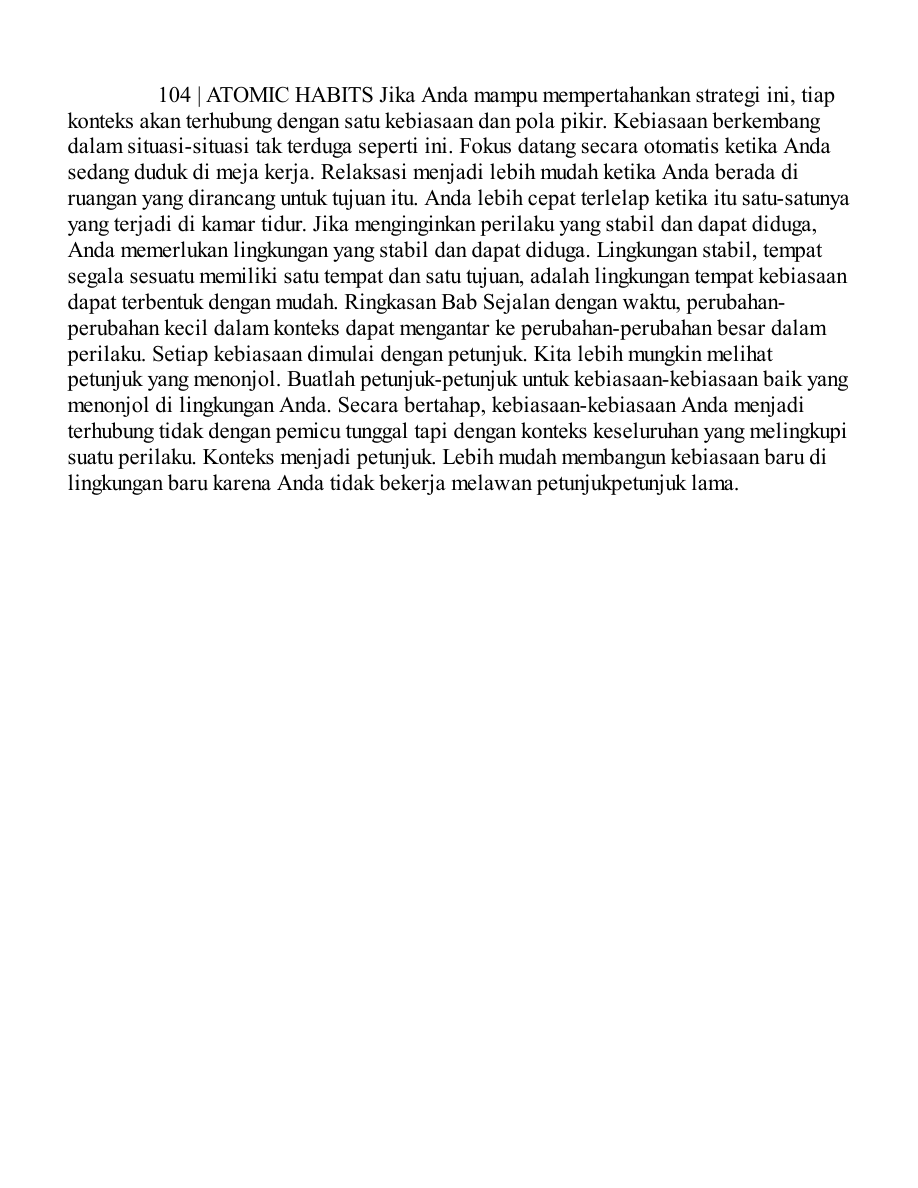 104 | ATOMIC HABITS Jika Anda mampu mempertahankan strategi ini, tiap
konteks akan terhubung dengan satu kebiasaan dan pola pikir. Kebiasaan berkembang
dalam situasi-situasi tak terduga seperti ini. Fokus datang secara otomatis ketika Anda
sedang duduk di meja kerja. Relaksasi menjadi lebih mudah ketika Anda berada di
ruangan yang dirancang untuk tujuan itu. Anda lebih cepat terlelap ketika itu satu-satunya
yang terjadi di kamar tidur. Jika menginginkan perilaku yang stabil dan dapat diduga,
Anda memerlukan lingkungan yang stabil dan dapat diduga. Lingkungan stabil, tempat
segala sesuatu memiliki satu tempat dan satu tujuan, adalah lingkungan tempat kebiasaan
dapat terbentuk dengan mudah. Ringkasan Bab Sejalan dengan waktu, perubahan-
perubahan kecil dalam konteks dapat mengantar ke perubahan-perubahan besar dalam
perilaku. Setiap kebiasaan dimulai dengan petunjuk. Kita lebih mungkin melihat
petunjuk yang menonjol. Buatlah petunjuk-petunjuk untuk kebiasaan-kebiasaan baik yang
menonjol di lingkungan Anda. Secara bertahap, kebiasaan-kebiasaan Anda menjadi
terhubung tidak dengan pemicu tunggal tapi dengan konteks keseluruhan yang melingkupi
suatu perilaku. Konteks menjadi petunjuk. Lebih mudah membangun kebiasaan baru di
lingkungan baru karena Anda tidak bekerja melawan petunjukpetunjuk lama.